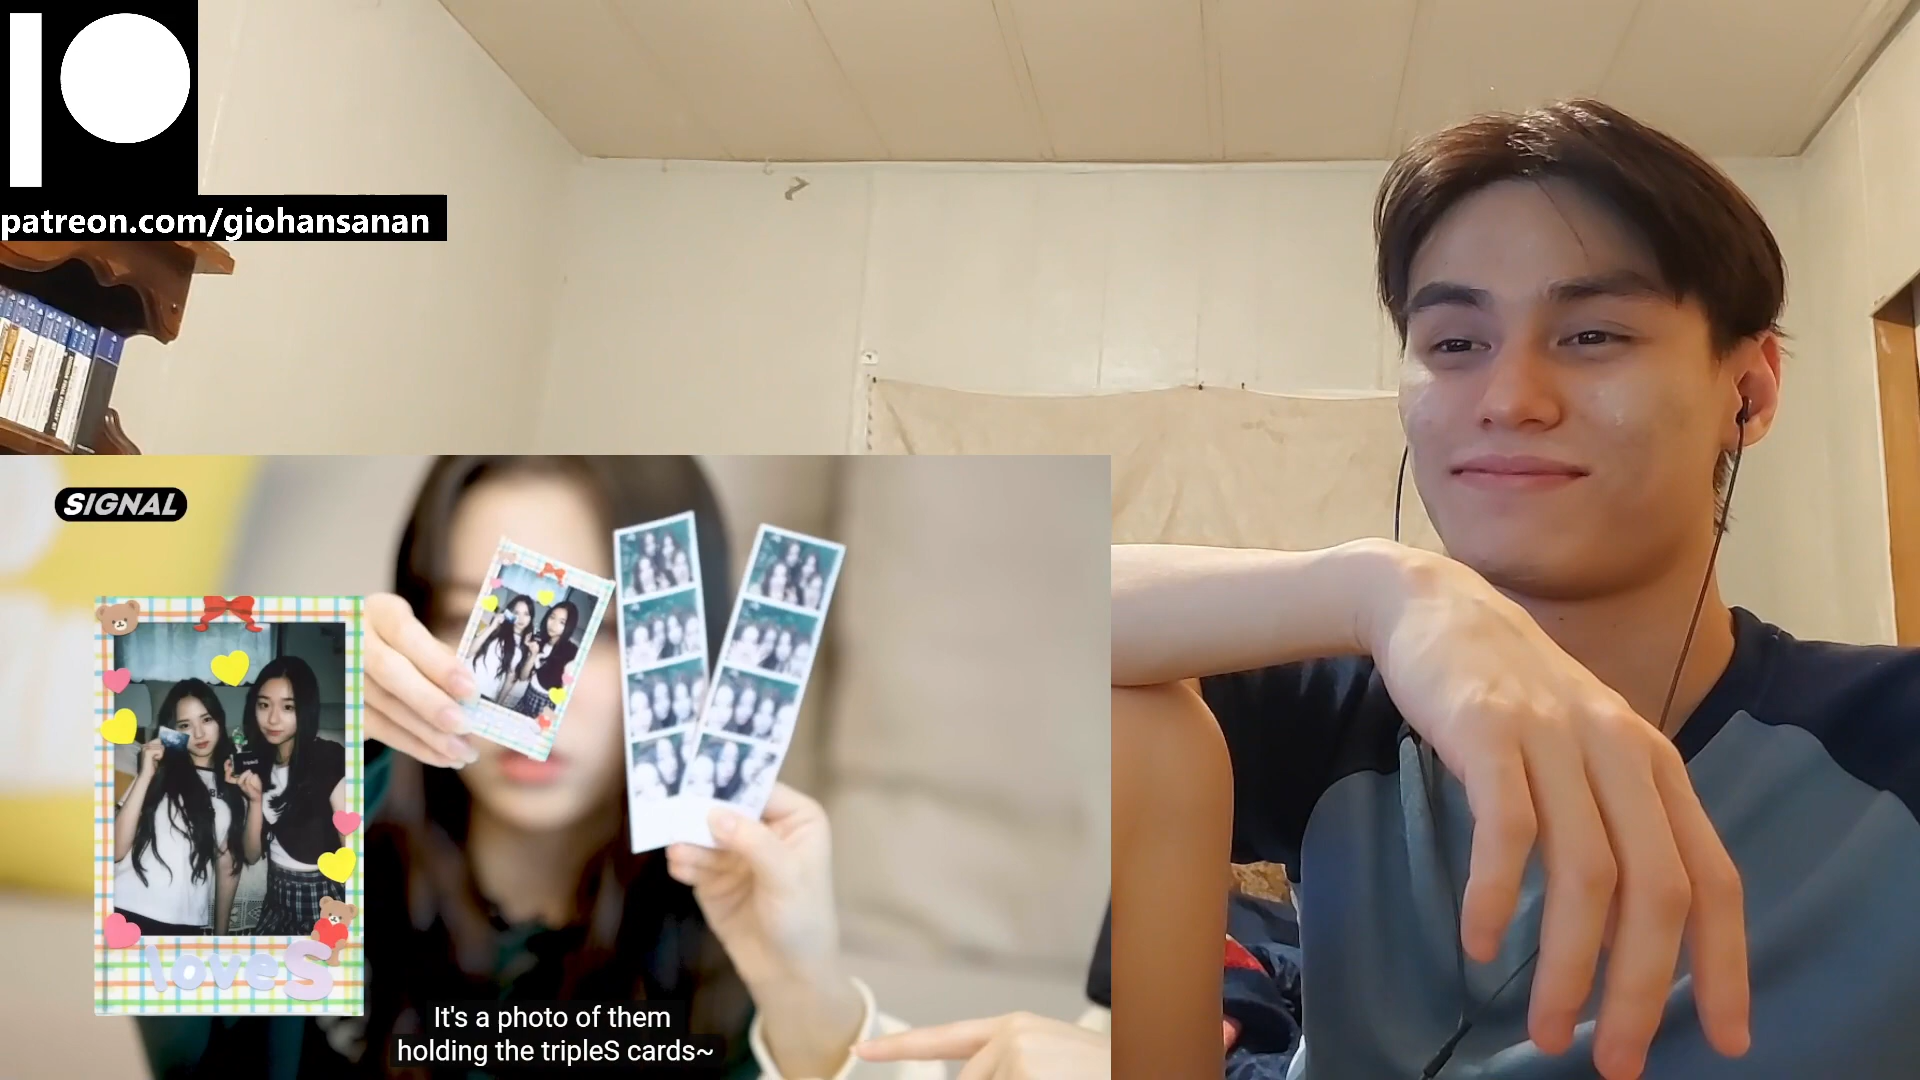 patreon.com/giohansanan
SIGNAL
loveS
It's a photo of them
holding the tripleS cards~